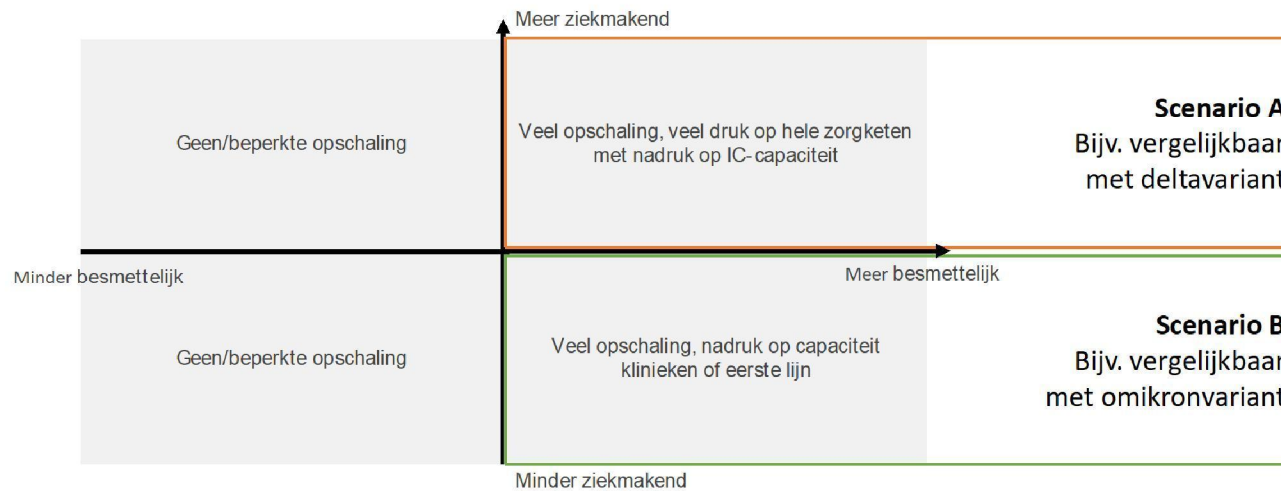 Meer ziekmakend
Geen/beperkte opschaling
Veel opschaling, veel druk op hele zorgketen
met nadruk op IC-capaciteit
Scenario A
Bijv. vergelijkbaar
met deltavariant
Minder besmettelijk
Meer besmettelijk
Geen/beperkte opschaling
Veel opschaling, nadruk op capaciteit
klinieken of eerste lijn
Scenario B
Bijv. vergelijkbaar
met omikronvariant
Minder ziekmakend